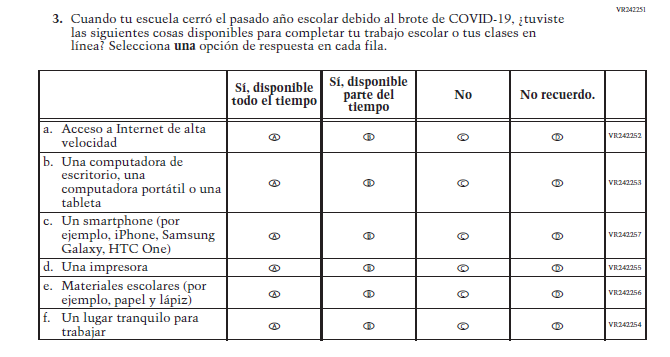 VR242251
3. Cuando tu escuela cerró el pasado año escolar debido al brote de COVID-19, ¿tuviste
las siguientes cosas disponibles para completar tu trabajo escolar o tus clases en
línea? Selecciona una opción de respuesta en cada fila.
Sí, disponible
todo el tiempo
Sí, disponible
parte del
tiempo
No
No recuerdo.
a. Acceso a Internet de alta
velocidad
A B C D VR242252
b. Una computadora de
escritorio, una
computadora portátil o una
tableta
A B C D VR242253
c. Un smartphone (por
ejemplo, iPhone, Samsung
Galaxy, HTC One)
A B C D VR242257
d. Una impresora A B C D VR242255
e. Materiales escolares (por
ejemplo, papel y lápiz)
A B C D VR242256
f. Un lugar tranquilo para
trabajar
A B C D VR242254